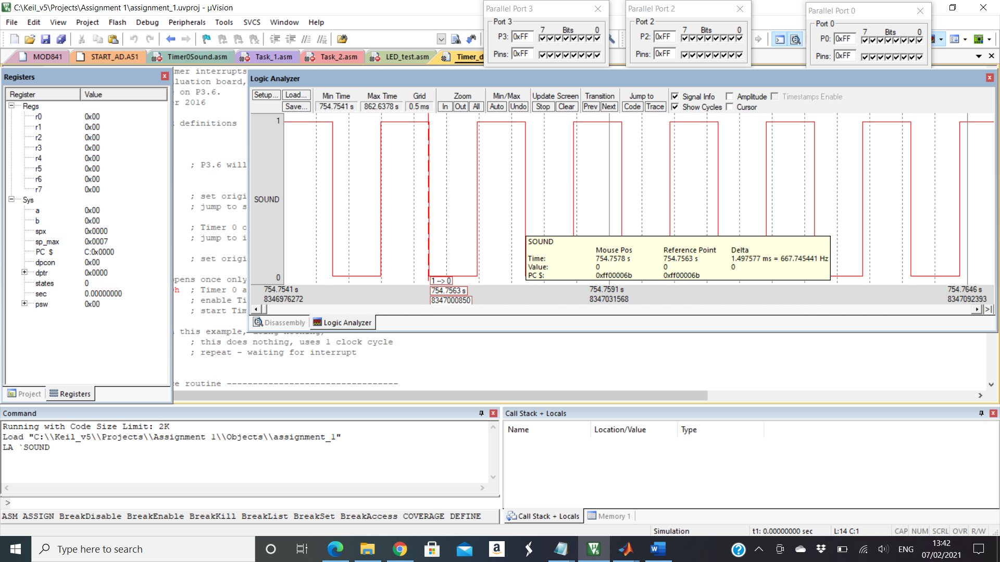 C:\Keil_v5\Projects\Assignment 1\assignment_1.uvproj - µVision
File Edit View Project Flash Debug Peripherals Tools SVCS Window Help
Parallel Port 3
Port 3
7 Bits 0
P3: 0xFF
Pins: 0xFF
Parallel Port 2
Port 2
7 Bits 0
P2: 0xFF
Pins: 0xFF
Parallel Port 0
Port 0
7 Bits 0
P0: 0xFF
Pins: 0xFF
MOD841 START_AD.A51 Timer0Sound.asm Task_1.asm Task_2.asm LED_test.asm Timer_d
Registers
Register Value
Regs
r0 0x00
r1 0x00
r2 0x00
r3 0x00
r4 0x00
r5 0x00
r6 0x00
r7 0x00
Sys
a 0x00
b 0x00
spx 0x0000
sp_max 0x0007
PC $ C:0x0000
dpcon 0x00
dptr 0x0000
states 0
sec 0.00000000
psw 0x00
Project Registers
mer interrupts
luation board,
on P3.6.
r 2016
definitions
; P3.6 will
; set origi
; jump to s
; Timer 0 o
; jump to i
; set origi
pens once only
h ; Timer 0 a
; enable Ti
; start Tim
this example, doing nothing,
; this does nothing, uses 1 clock cycle
; repeat - waiting for interrupt
e routine ---------------------------------
Logic Analyzer
Setup... Load... Min Time Max Time Grid Zoom Min/Max Update Screen Transition Jump to Signal Info Amplitude Timestamps Enable
Save... 754.7541 s 862.6378 s 0.5 ms In Out All Auto Undo Stop Clear Prev Next Code Trace Show Cycles Cursor
1
SOUND
0
SOUND
Mouse Pos Reference Point Delta
Time: 754.7578 s 754.7563 s 1.497577 ms = 667.745441 Hz
Value: 0 0 0
PC $: 0xff00006b 0xff00006b
1 --> 0
754.7541 s 754.7563 s 754.7591 s 754.7646 s
8346976272 8347000850 8347031568 8347092393
Disassembly Logic Analyzer
Command
Running with Code Size Limit: 2K
Load "C:\\Keil_v5\\Projects\\Assignment 1\\Objects\\assignment_1"
LA `SOUND
>
ASM ASSIGN BreakDisable BreakEnable BreakKill BreakList BreakSet BreakAccess COVERAGE DEFINE
Call Stack + Locals
Name Location/Value Type
Call Stack + Locals Memory 1
Simulation t1: 0.00000000 sec L:14 C:1 CAP NUM SCRL OVR R/W
Type here to search
ENG
13:42
07/02/2021